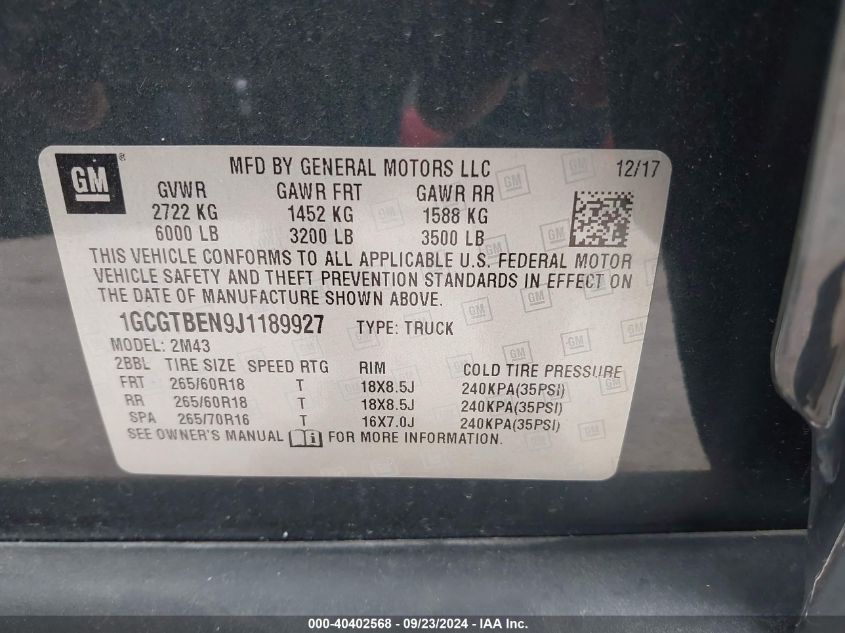 GM ® MFD BY GENERAL MOTORS LLC 12/17
GVWR GAWR FRT GAWR RR
2722 KG 1452 KG 1588 KG
6000 LB 3200 LB 3500 LB
THIS VEHICLE CONFORMS TO ALL APPLICABLE U.S. FEDERAL MOTOR
VEHICLE SAFETY AND THEFT PREVENTION STANDARDS IN EFFECT ON
THE DATE OF MANUFACTURE SHOWN ABOVE.
1GCGTBEN9J1189927 TYPE: TRUCK
MODEL: 2M43
2BBL TIRE SIZE SPEED RTG RIM COLD TIRE PRESSURE
FRT 265/60R18 T 18X8.5J 240KPA(35PSI)
RR 265/60R18 T 18X8.5J 240KPA(35PSI)
SPA 265/70R16 T 16X7.0J 240KPA(35PSI)
SEE OWNER'S MANUAL FOR MORE INFORMATION.
000-40402568 - 09/23/2024 - IAA Inc.